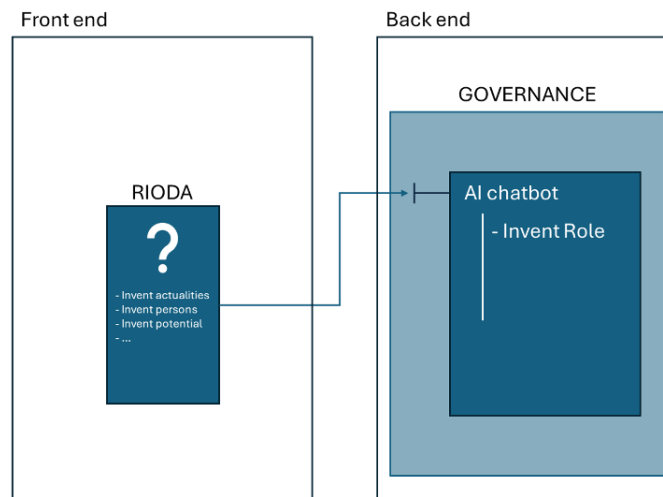 Front end
Back end
GOVERNANCE
RIODA
?
- Invent actualities
- Invent persons
- Invent potential
- ...
AI chatbot
- Invent Role